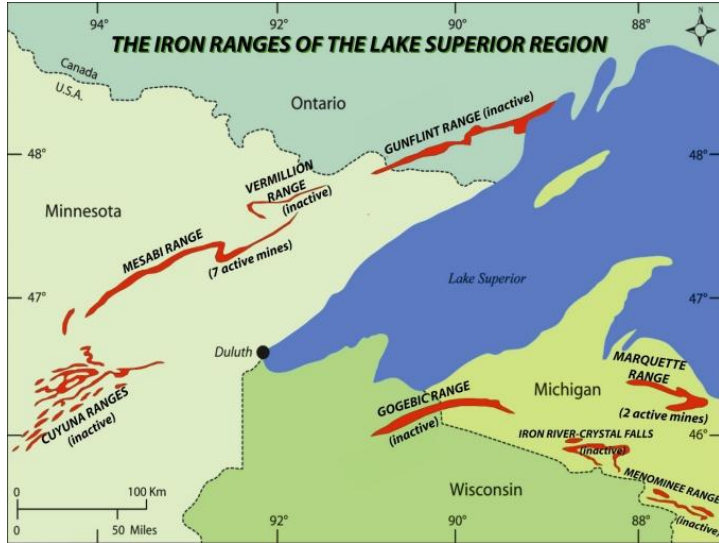 94°
92°
90°
88°
N
THE IRON RANGES OF THE LAKE SUPERIOR REGION
Canada
U.S.A.
Ontario
GUNFLINT RANGE (inactive)
48°
48°
VERMILLION
RANGE
(inactive)
Minnesota
MESABI RANGE
(7 active mines)
Lake Superior
47°
47°
Duluth
MARQUETTE
RANGE
(2 active mines)
GOGEBIC RANGE
(inactive)
Michigan
CUYUNA RANGES
(inactive)
IRON RIVER-CRYSTAL FALLS
(inactive)
46°
MENOMINEE RANGE
(inactive)
Wisconsin
0
100 Km
0
50 Miles
94°
92°
90°
88°